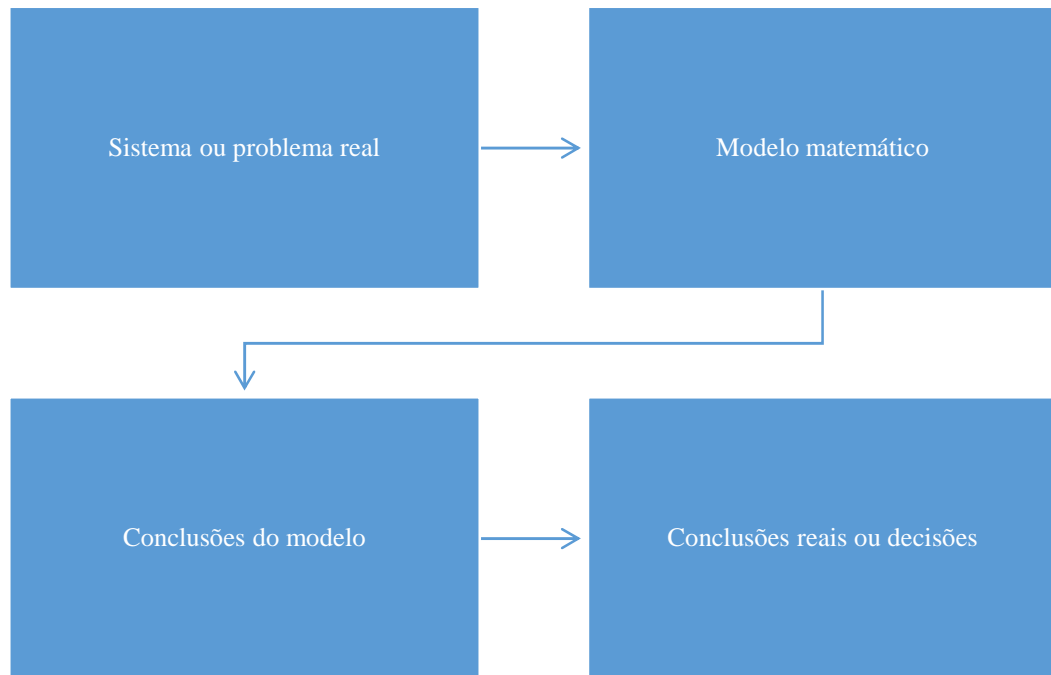 Sistema ou problema real
Modelo matemático
Conclusões do modelo
Conclusões reais ou decisões